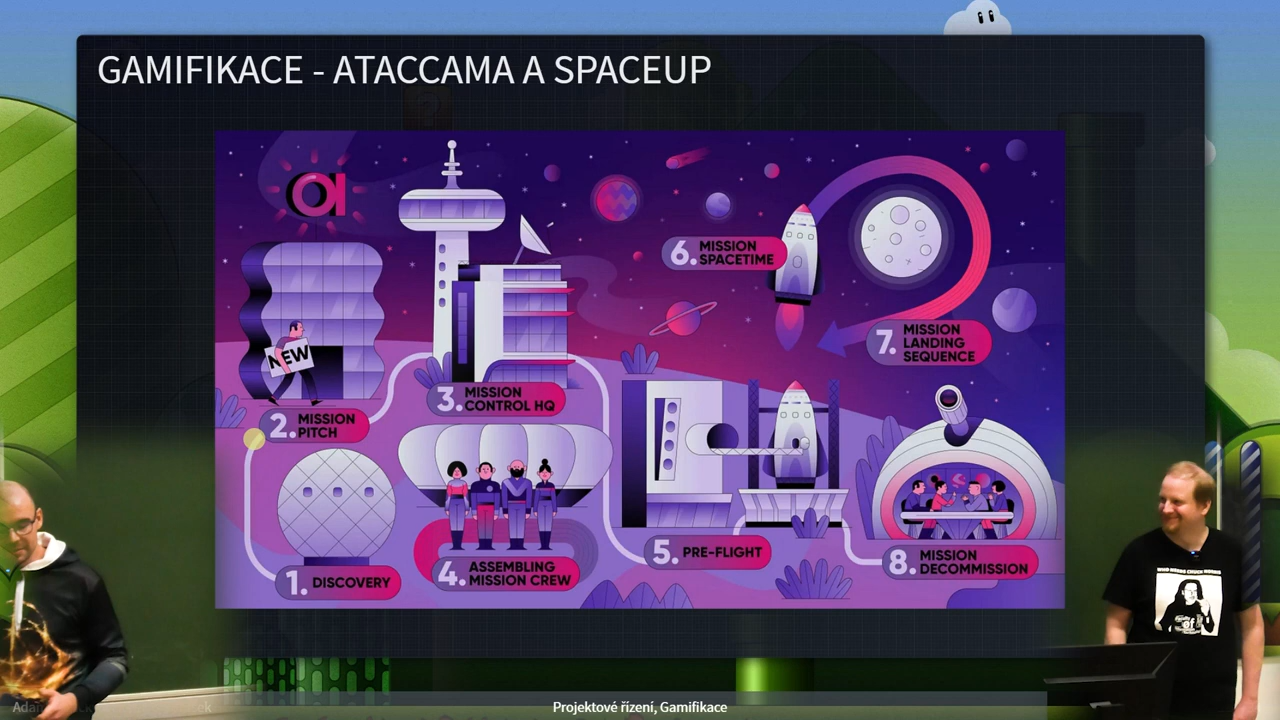 GAMIFIKACE - ATACCAMA A SPACEUP
NEW
6. MISSION
SPACETIME
7. MISSION
LANDING
SEQUENCE
3. MISSION
CONTROL HQ
2. MISSION
PITCH
5. PRE-FLIGHT
8. MISSION
DECOMMISSION
4. ASSEMBLING
MISSION CREW
1. DISCOVERY
Projektové řízení, Gamifikace